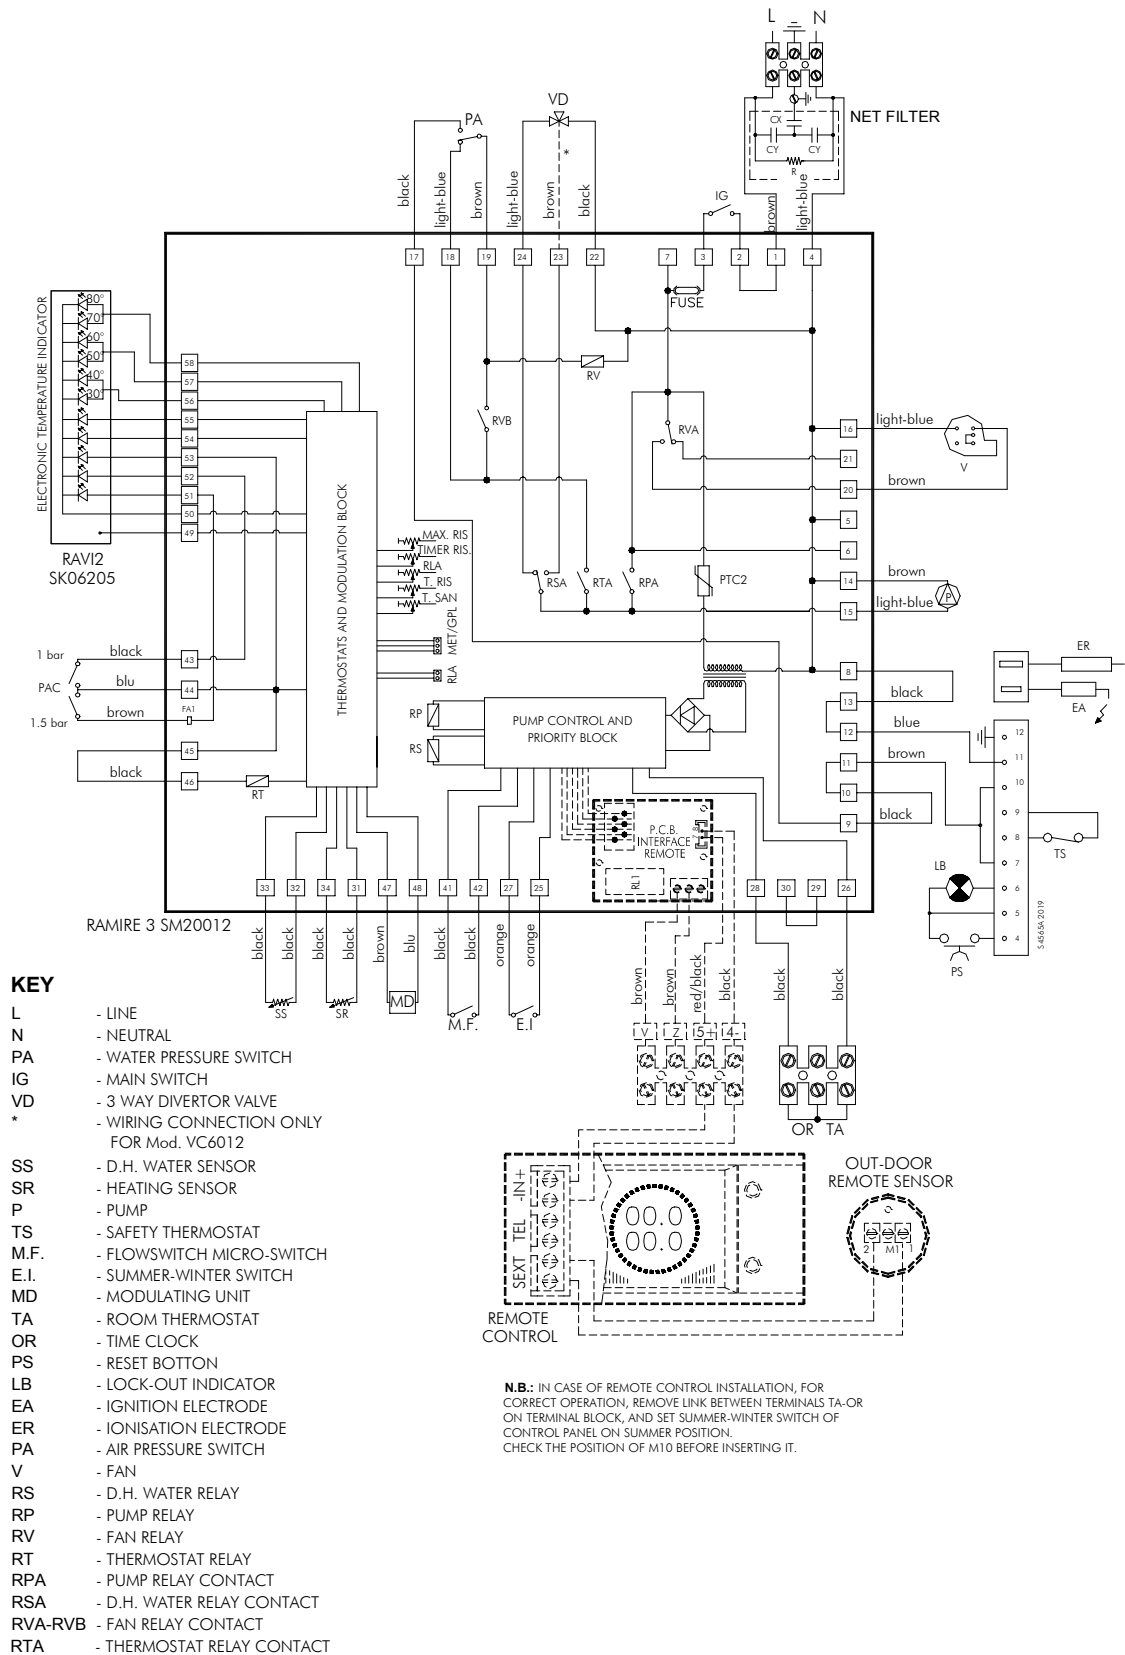 L N
NET FILTER
CX
CY CY
R
VD
PA
*
IG
black
light-blue
brown
light-blue
brown
black
brown
light-blue
17 18 19 24 23 22 7 3 2 1 4
FUSE
RV
RVB
RVA
ELECTRONIC TEMPERATURE INDICATOR
80°
70°
60°
50°
40°
30°
58
57
56
55
54
53
52
51
50
49
RAVI2
SK06205
THERMOSTATS AND MODULATION BLOCK
MAX. RIS
TIMER RIS.
RLA
T. RIS
T. SAN
MET/GPL
RLA
RSA RTA RPA PTC2
16 light-blue
21
20 brown
V
5
6
14 brown
15 light-blue
P
8
13 black
12 blue
11 brown
10
9 black
ER
EA
12
11
10
9
8
7
6
5
4
TS
LB
PS
S 4565A 2019
1 bar
PAC
1.5 bar
black 43
blu 44
brown FA1
45
black 46
RT
RP
RS
PUMP CONTROL AND
PRIORITY BLOCK
P.C.B.
INTERFACE
REMOTE
RL1
33 32 34 31 47 48 41 42 27 25 28 30 29 26
RAMIRE 3 SM20012
black
black
black
black
brown
blu
black
black
orange
orange
brown
brown
red/black
black
black
black
SS SR MD M.F. E.I
V Z 5+ 4-
OR TA
-IN+
TEL
SEXT
00.0
00.0
REMOTE
CONTROL
OUT-DOOR
REMOTE SENSOR
2 M1 1
KEY
L - LINE
N - NEUTRAL
PA - WATER PRESSURE SWITCH
IG - MAIN SWITCH
VD - 3 WAY DIVERTOR VALVE
* - WIRING CONNECTION ONLY
FOR Mod. VC6012
SS - D.H. WATER SENSOR
SR - HEATING SENSOR
P - PUMP
TS - SAFETY THERMOSTAT
M.F. - FLOWSWITCH MICRO-SWITCH
E.I. - SUMMER-WINTER SWITCH
MD - MODULATING UNIT
TA - ROOM THERMOSTAT
OR - TIME CLOCK
PS - RESET BOTTON
LB - LOCK-OUT INDICATOR
EA - IGNITION ELECTRODE
ER - IONISATION ELECTRODE
PA - AIR PRESSURE SWITCH
V - FAN
RS - D.H. WATER RELAY
RP - PUMP RELAY
RV - FAN RELAY
RT - THERMOSTAT RELAY
RPA - PUMP RELAY CONTACT
RSA - D.H. WATER RELAY CONTACT
RVA-RVB - FAN RELAY CONTACT
RTA - THERMOSTAT RELAY CONTACT
N.B.: IN CASE OF REMOTE CONTROL INSTALLATION, FOR
CORRECT OPERATION, REMOVE LINK BETWEEN TERMINALS TA-OR
ON TERMINAL BLOCK, AND SET SUMMER-WINTER SWITCH OF
CONTROL PANEL ON SUMMER POSITION.
CHECK THE POSITION OF M10 BEFORE INSERTING IT.